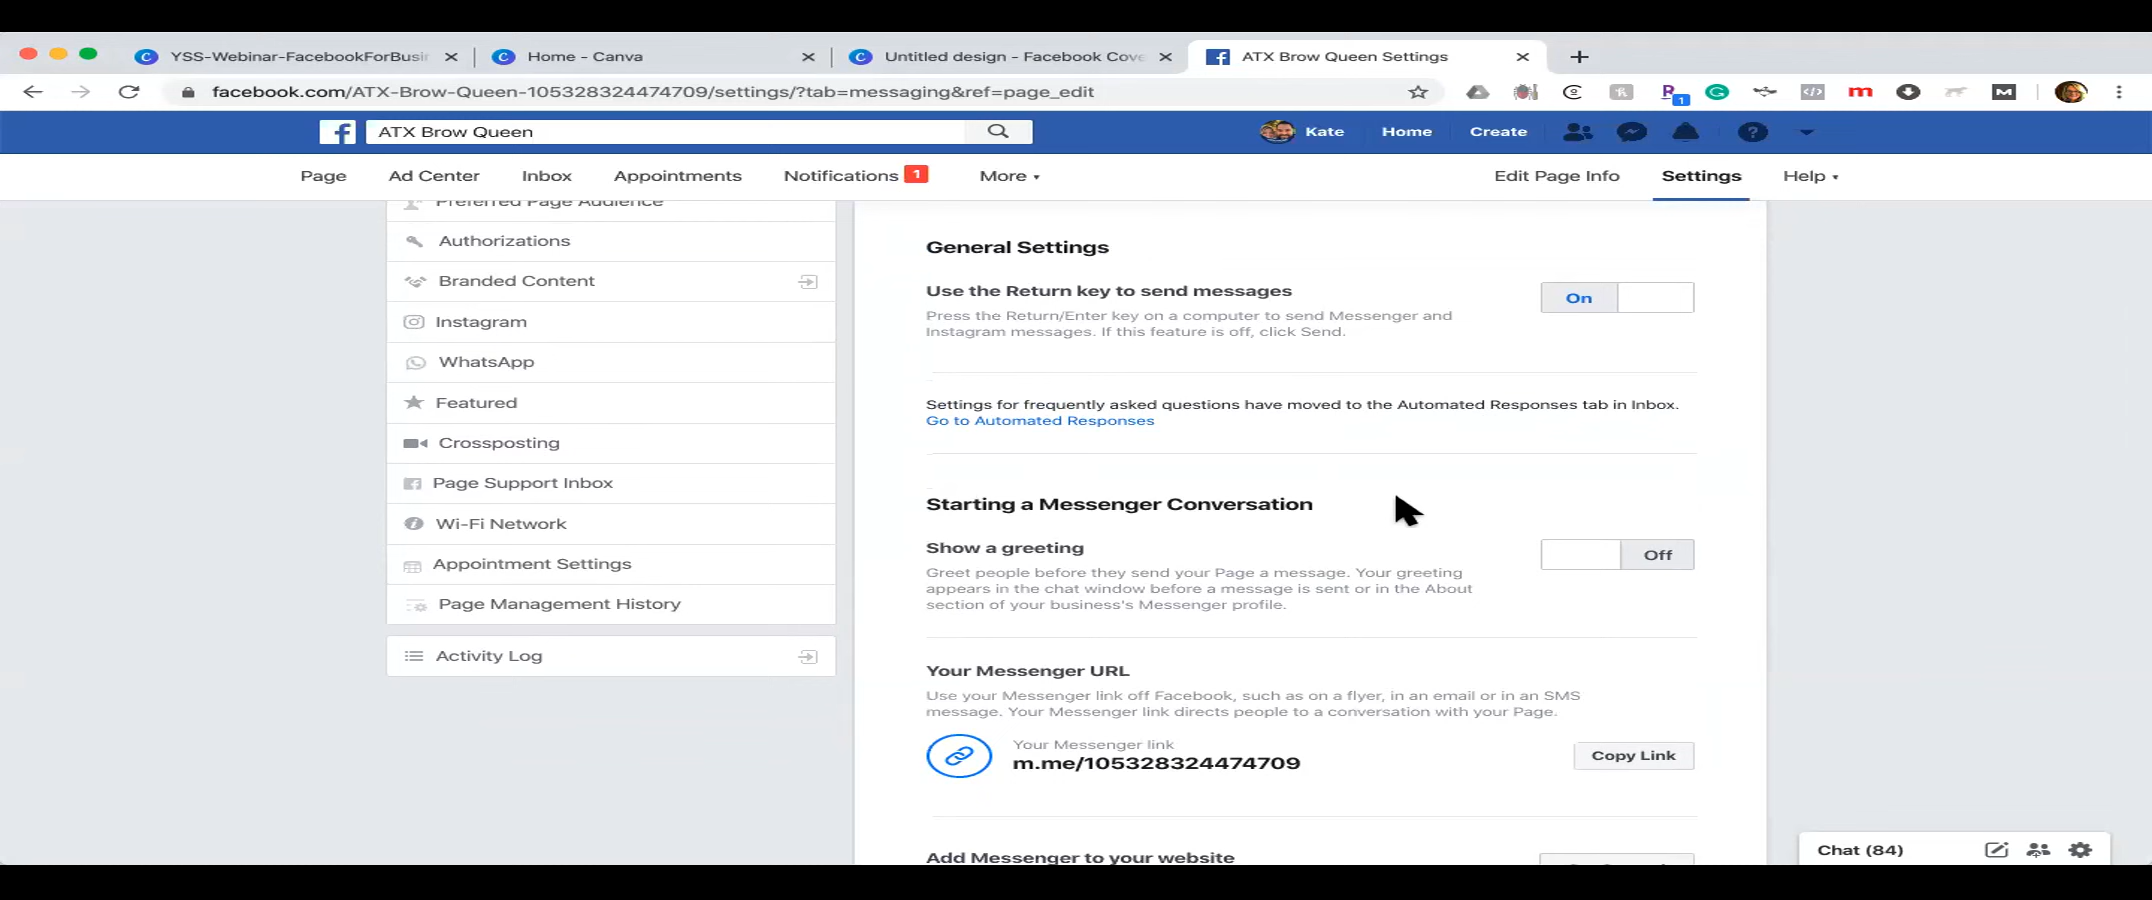 YSS-Webinar-FacebookForBusi
Home - Canva
Untitled design - Facebook Cove
ATX Brow Queen Settings
facebook.com/ATX-Brow-Queen-105328324474709/settings/?tab=messaging&ref=page_edit
ATX Brow Queen
Kate
Home
Create
Page
Ad Center
Inbox
Appointments
Notifications 1
More
Edit Page Info
Settings
Help
Preferred Page Audience
Authorizations
Branded Content
Instagram
WhatsApp
Featured
Crossposting
Page Support Inbox
Wi-Fi Network
Appointment Settings
Page Management History
Activity Log
General Settings
Use the Return key to send messages
On
Press the Return/Enter key on a computer to send Messenger and
Instagram messages. If this feature is off, click Send.
Settings for frequently asked questions have moved to the Automated Responses tab in Inbox.
Go to Automated Responses
Starting a Messenger Conversation
Show a greeting
Off
Greet people before they send your Page a message. Your greeting
appears in the chat window before a message is sent or in the About
section of your business's Messenger profile.
Your Messenger URL
Use your Messenger link off Facebook, such as on a flyer, in an email or in an SMS
message. Your Messenger link directs people to a conversation with your Page.
Your Messenger link
m.me/105328324474709
Copy Link
Add Messenger to your website
Chat (84)